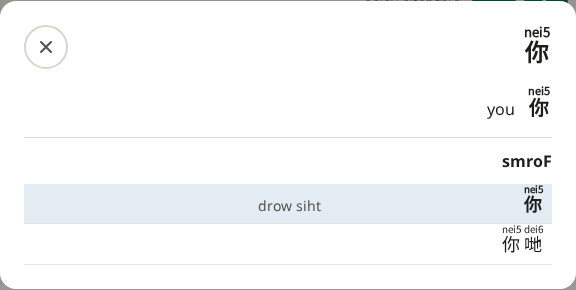 nei5
你
nei5
you 你
smroF
nei5
drow siht 你
nei5 dei6
你 哋